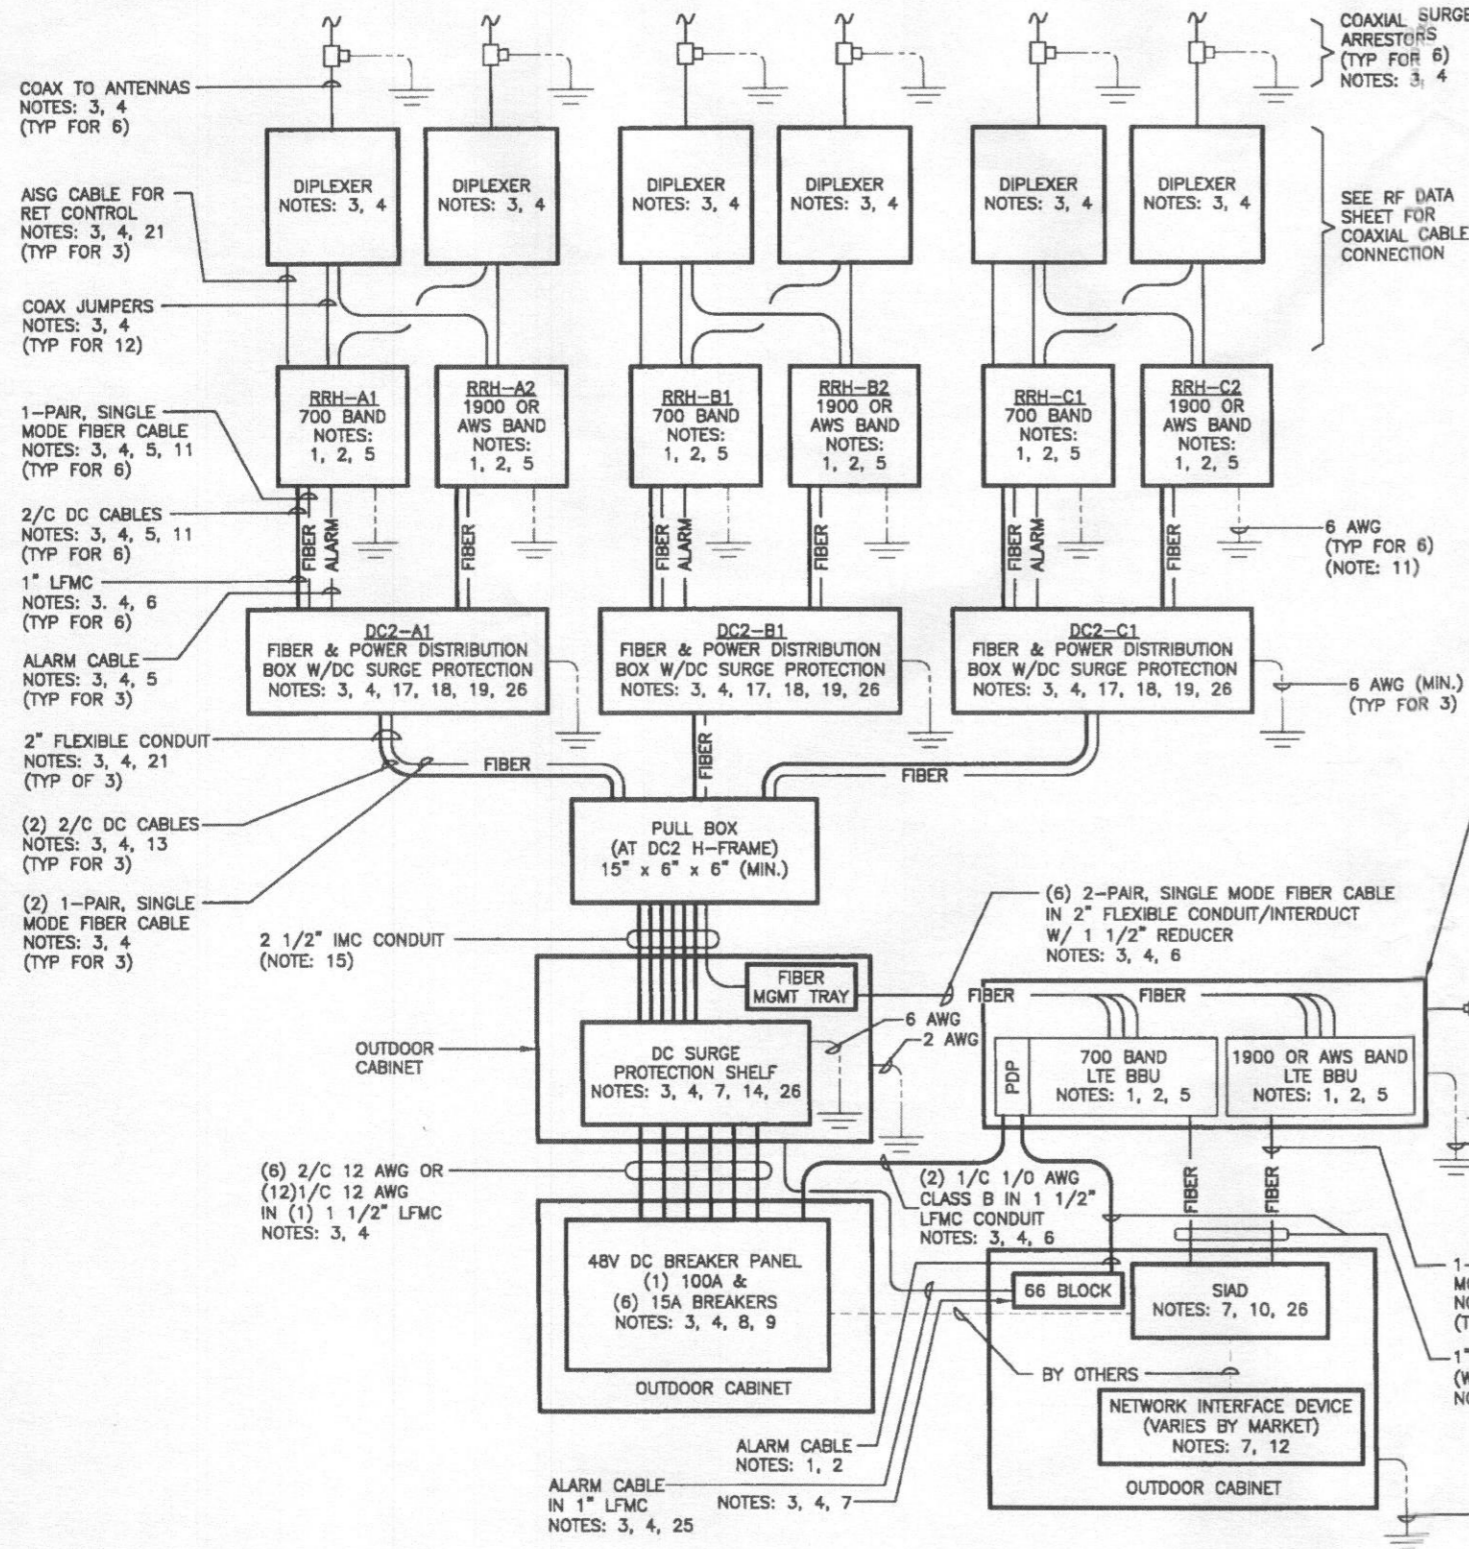 COAXIAL SURGE
ARRESTORS
(TYP FOR 6)
NOTES: 3, 4
COAX TO ANTENNAS
NOTES: 3, 4
(TYP FOR 6)
DIPLEXER
NOTES: 3, 4
DIPLEXER
NOTES: 3, 4
DIPLEXER
NOTES: 3, 4
DIPLEXER
NOTES: 3, 4
DIPLEXER
NOTES: 3, 4
DIPLEXER
NOTES: 3, 4
AISG CABLE FOR
RET CONTROL
NOTES: 3, 4, 21
(TYP FOR 3)
SEE RF DATA
SHEET FOR
COAXIAL CABLE
CONNECTION
COAX JUMPERS
NOTES: 3, 4
(TYP FOR 12)
RRH-A1
700 BAND
NOTES:
1, 2, 5
RRH-A2
1900 OR
AWS BAND
NOTES:
1, 2, 5
RRH-B1
700 BAND
NOTES:
1, 2, 5
RRH-B2
1900 OR
AWS BAND
NOTES:
1, 2, 5
RRH-C1
700 BAND
NOTES:
1, 2, 5
RRH-C2
1900 OR
AWS BAND
NOTES:
1, 2, 5
1-PAIR, SINGLE
MODE FIBER CABLE
NOTES: 3, 4, 5, 11
(TYP FOR 6)
2/C DC CABLES
NOTES: 3, 4, 5, 11
(TYP FOR 6)
1" LFMC
NOTES: 3. 4, 6
(TYP FOR 6)
ALARM CABLE
NOTES: 3, 4, 5
(TYP FOR 3)
FIBER
ALARM
FIBER
FIBER
ALARM
FIBER
FIBER
ALARM
FIBER
6 AWG
(TYP FOR 6)
(NOTE: 11)
DC2-A1
FIBER & POWER DISTRIBUTION
BOX W/DC SURGE PROTECTION
NOTES: 3, 4, 17, 18, 19, 26
DC2-B1
FIBER & POWER DISTRIBUTION
BOX W/DC SURGE PROTECTION
NOTES: 3, 4, 17, 18, 19, 26
DC2-C1
FIBER & POWER DISTRIBUTION
BOX W/DC SURGE PROTECTION
NOTES: 3, 4, 17, 18, 19, 26
6 AWG (MIN.)
(TYP FOR 3)
2" FLEXIBLE CONDUIT
NOTES: 3, 4, 21
(TYP OF 3)
FIBER
FIBER
FIBER
(2) 2/C DC CABLES
NOTES: 3, 4, 13
(TYP FOR 3)
PULL BOX
(AT DC2 H-FRAME)
15" x 6" x 6" (MIN.)
(2) 1-PAIR, SINGLE
MODE FIBER CABLE
NOTES: 3, 4
(TYP FOR 3)
(6) 2-PAIR, SINGLE MODE FIBER CABLE
IN 2" FLEXIBLE CONDUIT/INTERDUCT
W/ 1 1/2" REDUCER
NOTES: 3, 4, 6
2 1/2" IMC CONDUIT
(NOTE: 15)
FIBER
MGMT TRAY
FIBER
FIBER
6 AWG
2 AWG
OUTDOOR
CABINET
DC SURGE
PROTECTION SHELF
NOTES: 3, 4, 7, 14, 26
PDP
700 BAND
LTE BBU
NOTES: 1, 2, 5
1900 OR AWS BAND
LTE BBU
NOTES: 1, 2, 5
(6) 2/C 12 AWG OR
(12)1/C 12 AWG
IN (1) 1 1/2" LFMC
NOTES: 3, 4
(2) 1/C 1/0 AWG
CLASS B IN 1 1/2"
LFMC CONDUIT
NOTES: 3, 4, 6
FIBER
FIBER
48V DC BREAKER PANEL
(1) 100A &
(6) 15A BREAKERS
NOTES: 3, 4, 8, 9
OUTDOOR CABINET
66 BLOCK
SIAD
NOTES: 7, 10, 26
1-
1"
BY OTHERS
NETWORK INTERFACE DEVICE
(VARIES BY MARKET)
NOTES: 7, 12
OUTDOOR CABINET
ALARM CABLE
NOTES: 1, 2
ALARM CABLE
IN 1" LFMC
NOTES: 3, 4, 25
NOTES: 3, 4, 7